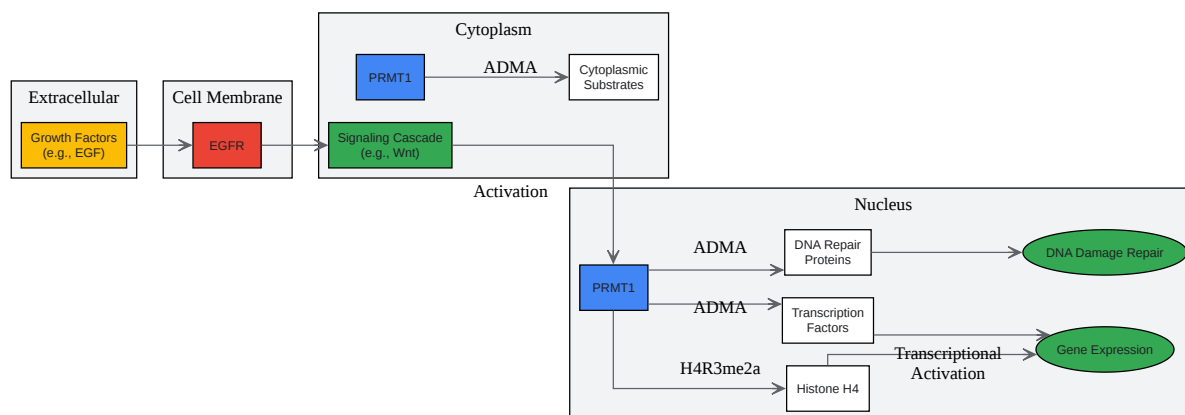 Cytoplasm
PRMT1
ADMA
Cytoplasmic
Substrates
Extracellular
Growth Factors
(e.g., EGF)
Cell Membrane
EGFR
Signaling Cascade
(e.g., Wnt)
Activation
Nucleus
PRMT1
ADMA
DNA Repair
Proteins
DNA Damage Repair
ADMA
Transcription
Factors
Gene Expression
H4R3me2a
Histone H4
Transcriptional
Activation